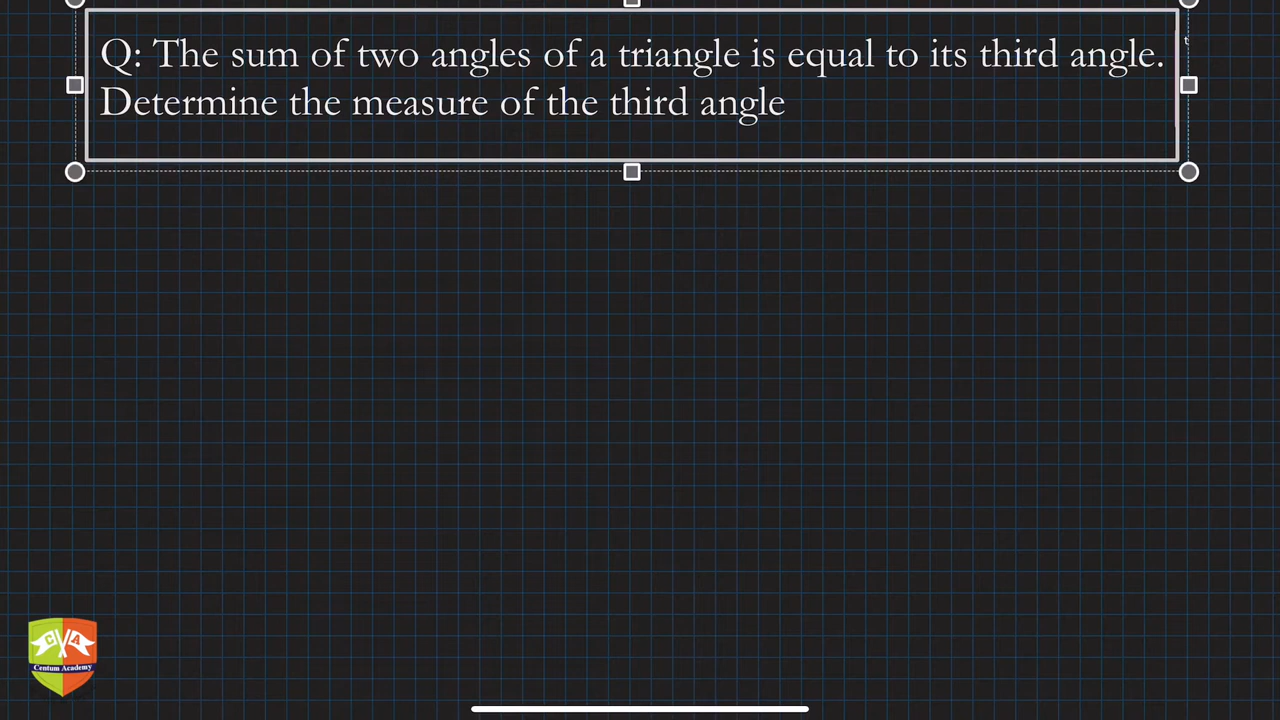 Q: The sum of two angles of a triangle is equal to its third angle.
Determine the measure of the third angle
C A
Centum Academy